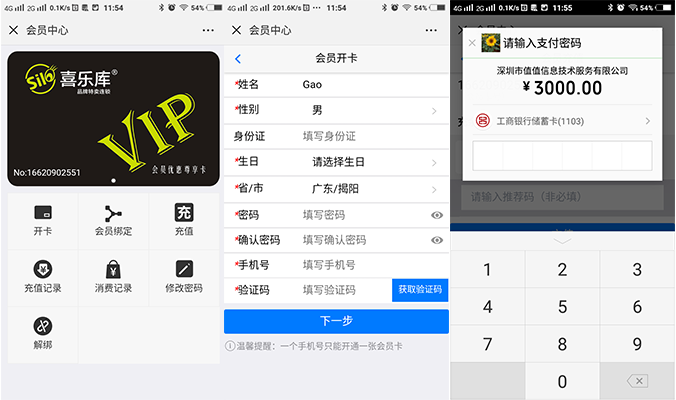 4G 2G 0.1K/s 54% 11:54
会员中心
Silo 喜乐库®
品牌特卖连锁
VIP
No:16620902551
会员优惠尊享卡
开卡 会员绑定 充值
充值记录 消费记录 修改密码
解绑
4G 2G 201.6K/s 11:54 54%
会员中心
会员开卡
*姓名 Gao
*性别 男
身份证 填写身份证
*生日 请选择生日
*省/市 广东/揭阳
*密码 填写密码
*确认密码 填写确认密码
*手机号 填写手机号
*验证码 填写验证码 获取验证码
下一步
温馨提醒：一个手机号只能开通一张会员卡
4G 2G 0.1K/s 11:55 54%
请输入支付密码
深圳市值值信息技术服务有限公司
¥3000.00
工商银行储蓄卡(1103)
请输入推荐码（非必填）
1 2 3
4 5 6
7 8 9
0